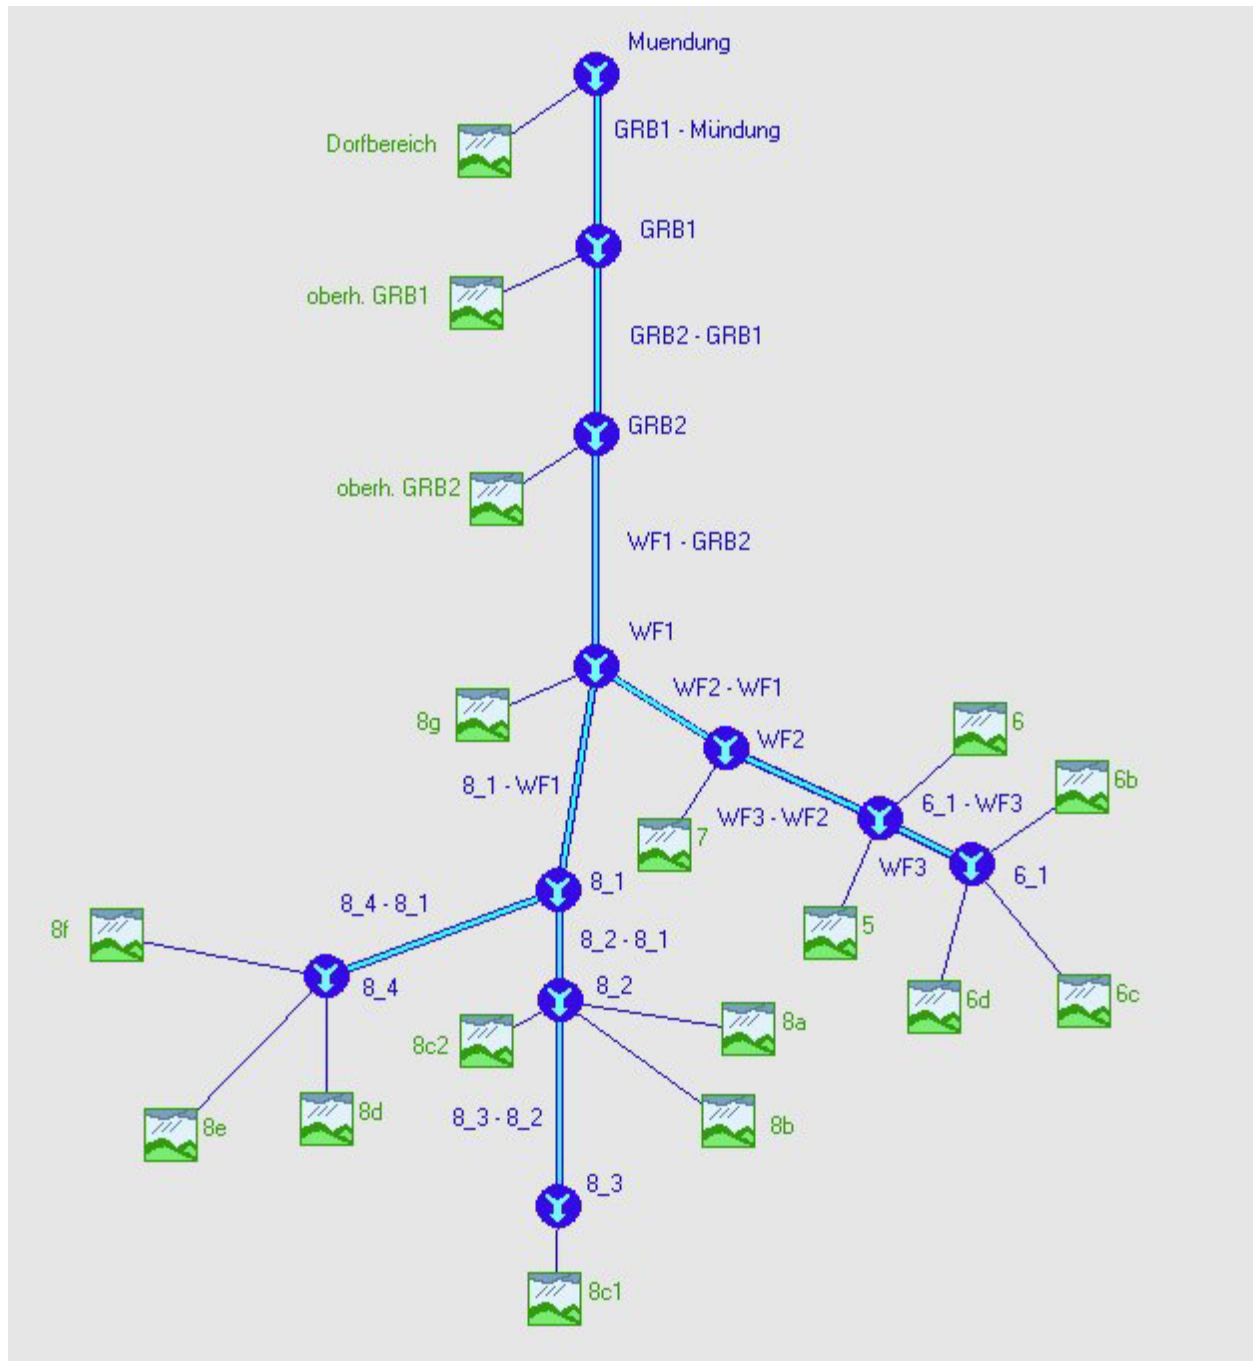 Muendung
GRB1 - Mündung
Dorfbereich
GRB1
oberh. GRB1
GRB2 - GRB1
GRB2
oberh. GRB2
WF1 - GRB2
WF1
WF2 - WF1
8g
WF2
6
8_1 - WF1
6b
WF3 - WF2
6_1 - WF3
7
WF3
6_1
8_1
8_4 - 8_1
8f
8_2 - 8_1
5
8_4
8_2
6d
6c
8a
8c2
8e
8d
8_3 - 8_2
8b
8_3
8c1